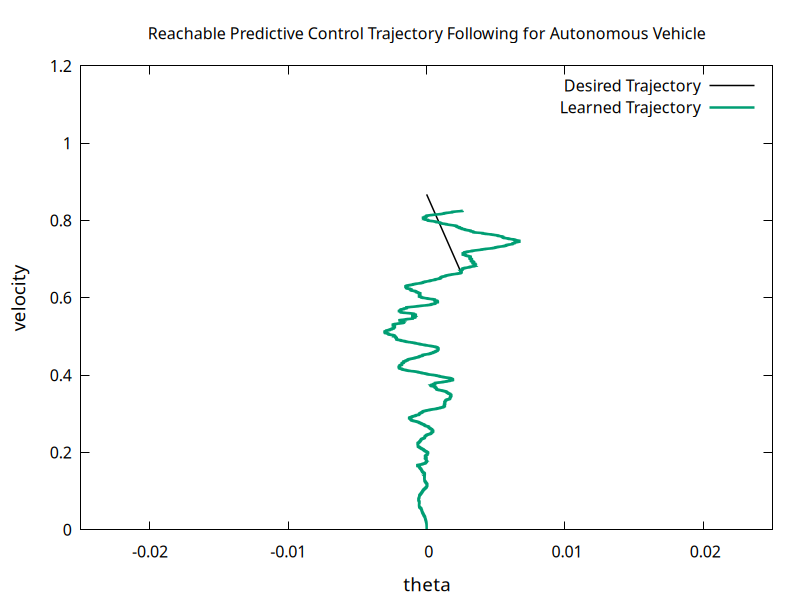 Reachable Predictive Control Trajectory Following for Autonomous Vehicle
Desired Trajectory
Learned Trajectory
1.2
1
0.8
0.6
0.4
0.2
0
velocity
-0.02
-0.01
0
0.01
0.02
theta